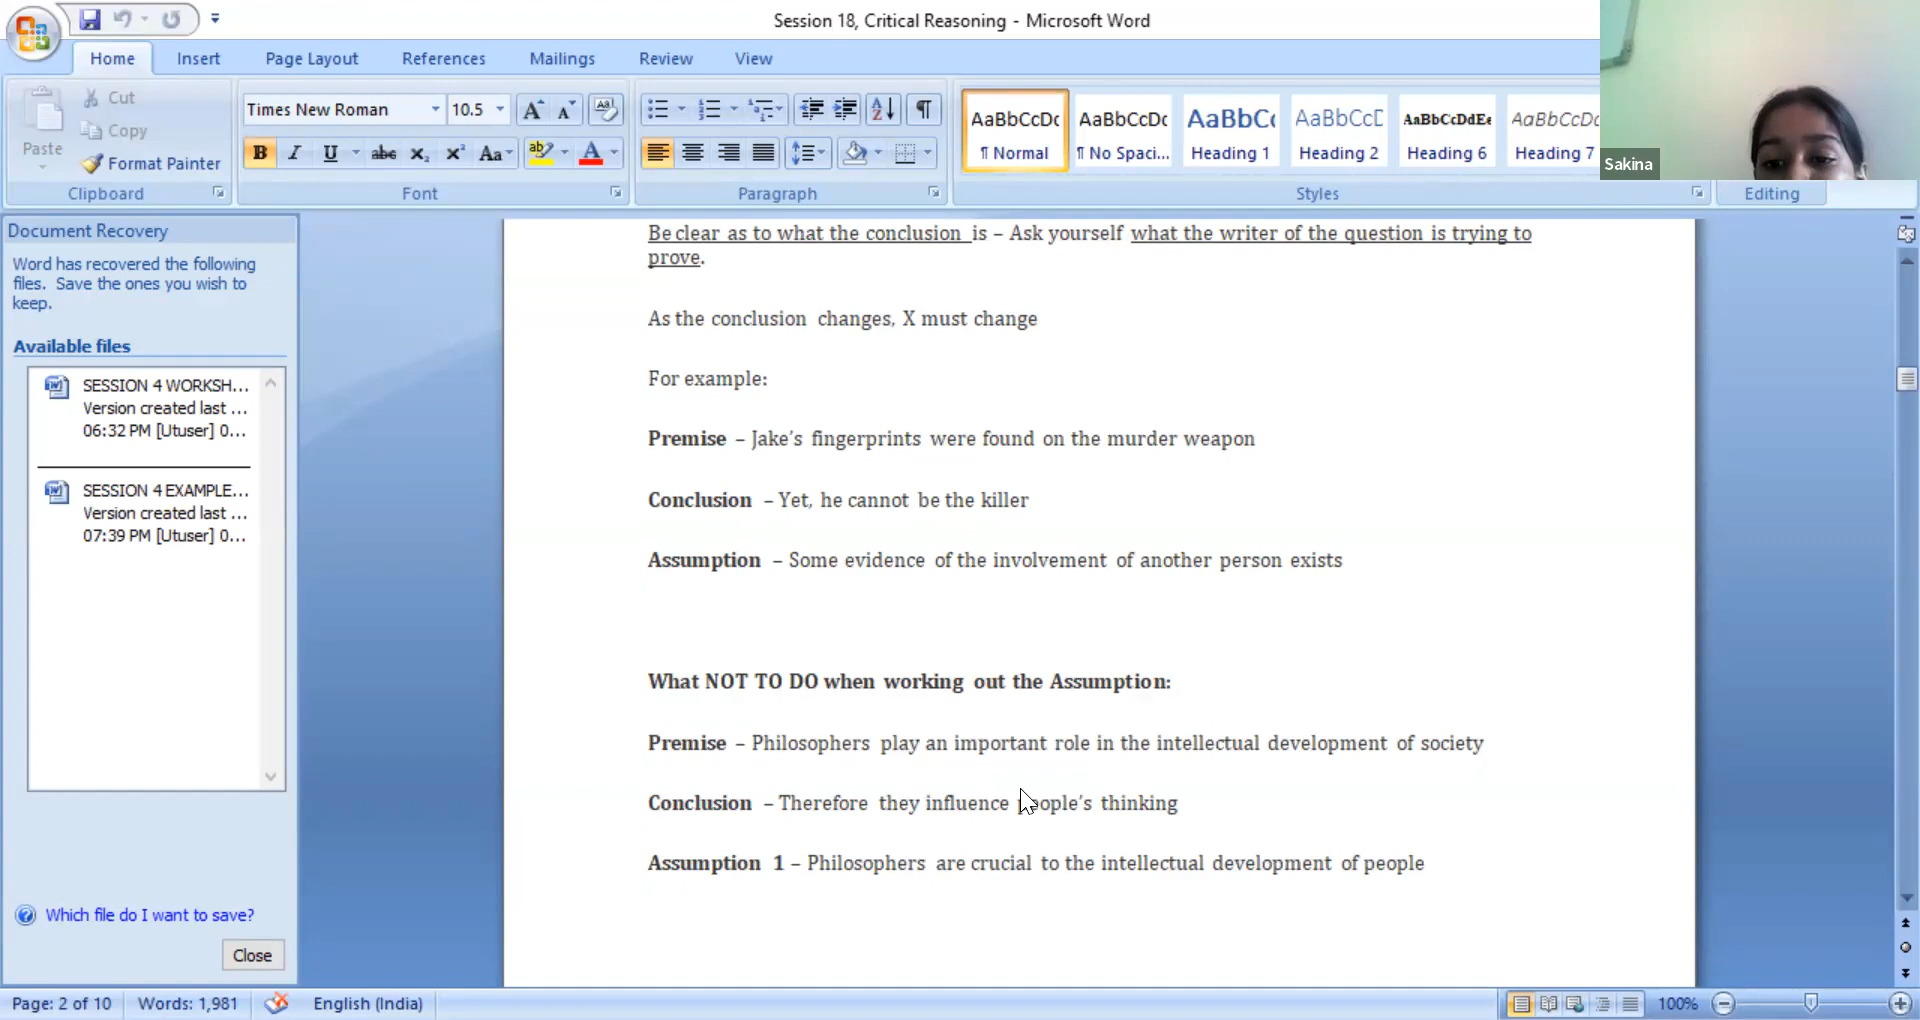 Session 18, Critical Reasoning - Microsoft Word
Home Insert Page Layout References Mailings Review View
Paste
Cut
Copy
Format Painter
Clipboard
Times New Roman 10.5
Font
Paragraph
AaBbCcDc AaBbCcDc AaBbC AaBbCcD AaBbCcDdEe AaBbCcDc
¶ Normal ¶ No Spaci... Heading 1 Heading 2 Heading 6 Heading 7
Styles
Editing
Sakina
Document Recovery
Word has recovered the following
files. Save the ones you wish to
keep.
Available files
SESSION 4 WORKSH...
Version created last ...
06:32 PM [Utuser] 0...
SESSION 4 EXAMPLE...
Version created last ...
07:39 PM [Utuser] 0...
Which file do I want to save?
Close
Be clear as to what the conclusion is – Ask yourself what the writer of the question is trying to
prove.
As the conclusion changes, X must change
For example:
Premise – Jake's fingerprints were found on the murder weapon
Conclusion – Yet, he cannot be the killer
Assumption – Some evidence of the involvement of another person exists
What NOT TO DO when working out the Assumption:
Premise – Philosophers play an important role in the intellectual development of society
Conclusion – Therefore they influence people's thinking
Assumption 1 – Philosophers are crucial to the intellectual development of people
Page: 2 of 10 Words: 1,981 English (India) 100%